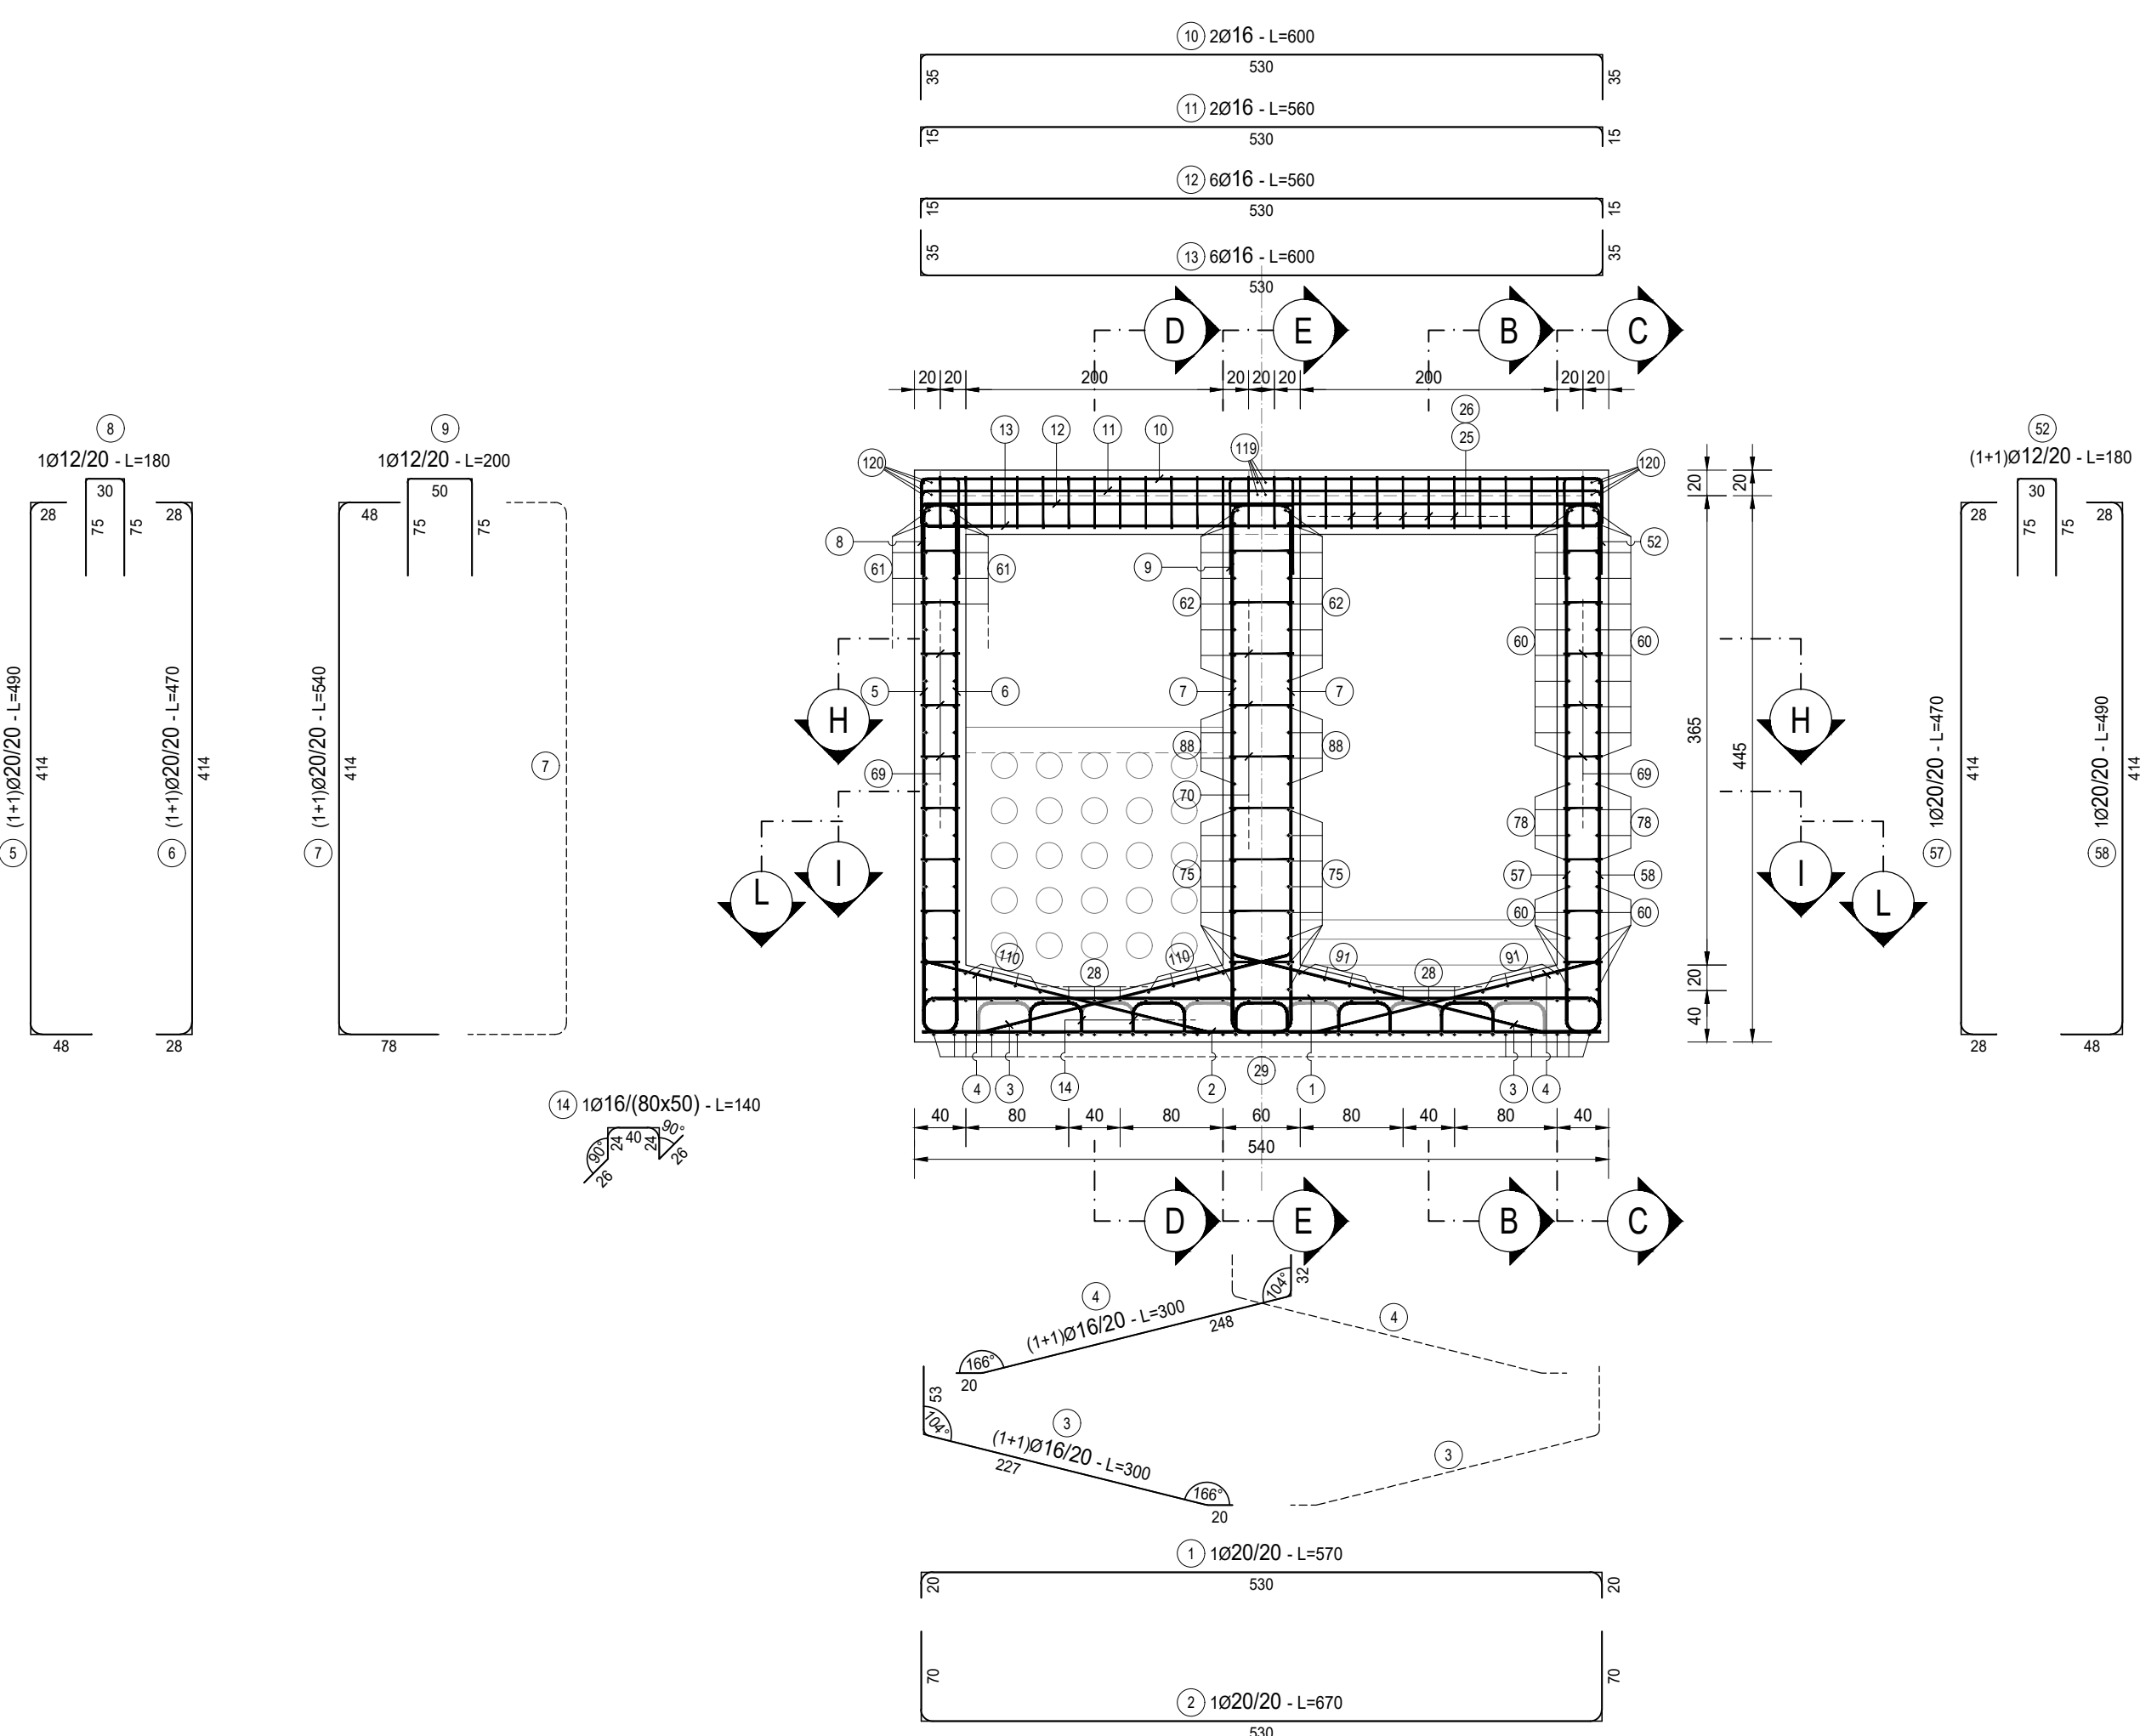 10 2Ø16 - L=600
35 530 35
11 2Ø16 - L=560
15 530 15
12 6Ø16 - L=560
15 530 15
35 13 6Ø16 - L=600 35
530
D E B C
20 20 200 20 20 20 200 20 20
8
1Ø12/20 - L=180
30
28 75 75 28
5 (1+1)Ø20/20 - L=490
414
6 (1+1)Ø20/20 - L=470
414
48 28
9
1Ø12/20 - L=200
50
48 75 75
7 (1+1)Ø20/20 - L=540
414
7
78
14 1Ø16/(80x50) - L=140
90° 24 40 24 90°
26 26
13 12 11 10 26
25
119
120 120
8 52
61 61 9
62 62
60 60
5 6 7 7
H H
88 88
69 70 69
78 78
I I
L L
75 75
57 58
60 60
110 110 91 91
28 28
29
4 3 14 2 1 3 4
20 20
365 445
20
40
40 80 40 80 60 80 40 80 40
540
D E B C
52
(1+1)Ø12/20 - L=180
30
28 75 75 28
57 1Ø20/20 - L=470
414
58 1Ø20/20 - L=490
414
28 48
4
(1+1)Ø16/20 - L=300
248
166° 104° 32
20
4
53
104°
3
(1+1)Ø16/20 - L=300
227
166°
20
3
1 1Ø20/20 - L=570
20 530 20
70 70
2 1Ø20/20 - L=670
530